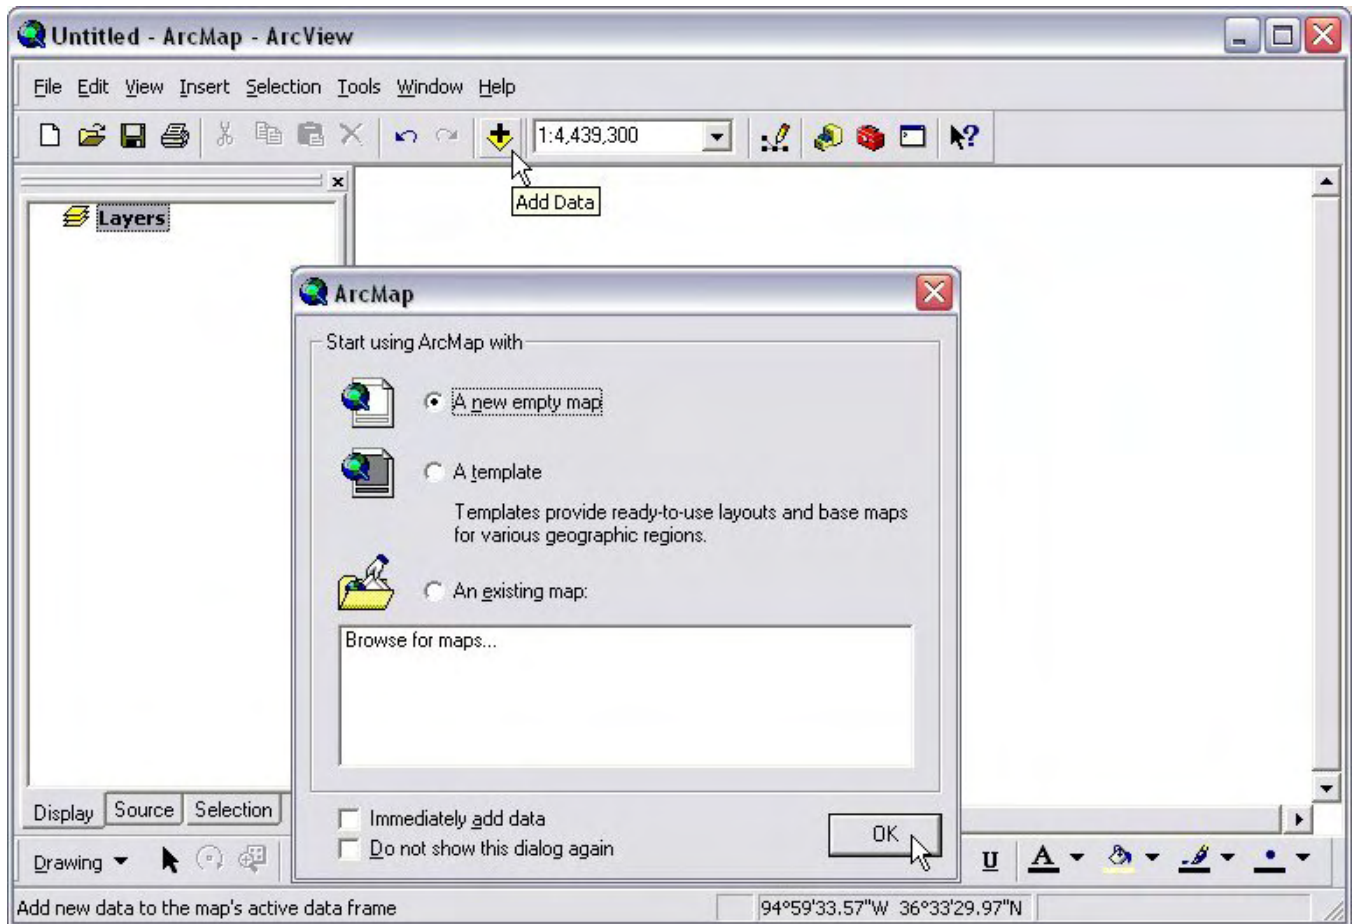 Untitled - ArcMap - ArcView
File Edit View Insert Selection Tools Window Help
1:4,439,300
Add Data
Layers
ArcMap
Start using ArcMap with
A new empty map
A template
Templates provide ready-to-use layouts and base maps
for various geographic regions.
An existing map:
Browse for maps...
Immediately add data
Do not show this dialog again
OK
Display Source Selection
Drawing
U A
Add new data to the map's active data frame
94°59'33.57"W 36°33'29.97"N